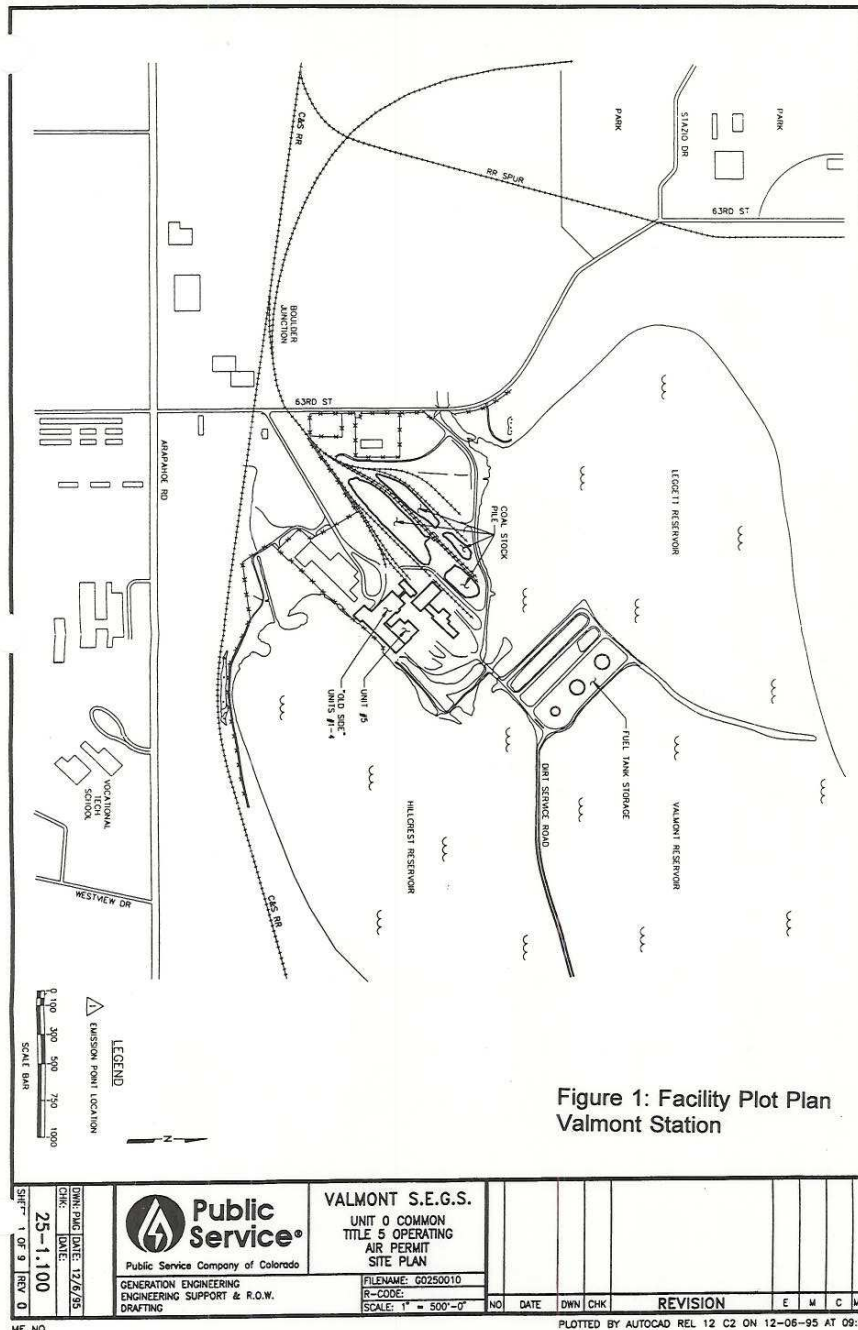 C&S RR
PARK
STAZIO DR
PARK
RR SPUR
63RD ST
BOULDER
JUNCTION
63RD ST
LEGGETT RESERVOIR
ARAPAHOE RD
COAL STOCK
PILE
UNIT #5
"OLD SIDE"
UNITS #1-4
FUEL TANK STORAGE
DIRT SERVICE ROAD
VALMONT RESERVOIR
HILLCREST RESERVOIR
VOCATIONAL
TECH
SCHOOL
WESTVIEW DR
C&S RR
LEGEND
1 EMISSION POINT LOCATION
0 100 300 500 750 1000
SCALE BAR
N
Figure 1: Facility Plot Plan
Valmont Station
SHEET 1 OF 9 REV 0
25-1.100
DWN: PMG DATE: 12/6/95
CHK: DATE:
Public
Service®
Public Service Company of Colorado
GENERATION ENGINEERING
ENGINEERING SUPPORT & R.O.W.
DRAFTING
VALMONT S.E.G.S.
UNIT 0 COMMON
TITLE 5 OPERATING
AIR PERMIT
SITE PLAN
FILENAME: G0250010
R-CODE:
SCALE: 1" = 500'-0"
NO DATE DWN CHK REVISION E M C
PLOTTED BY AUTOCAD REL 12 C2 ON 12-06-95 AT 09: